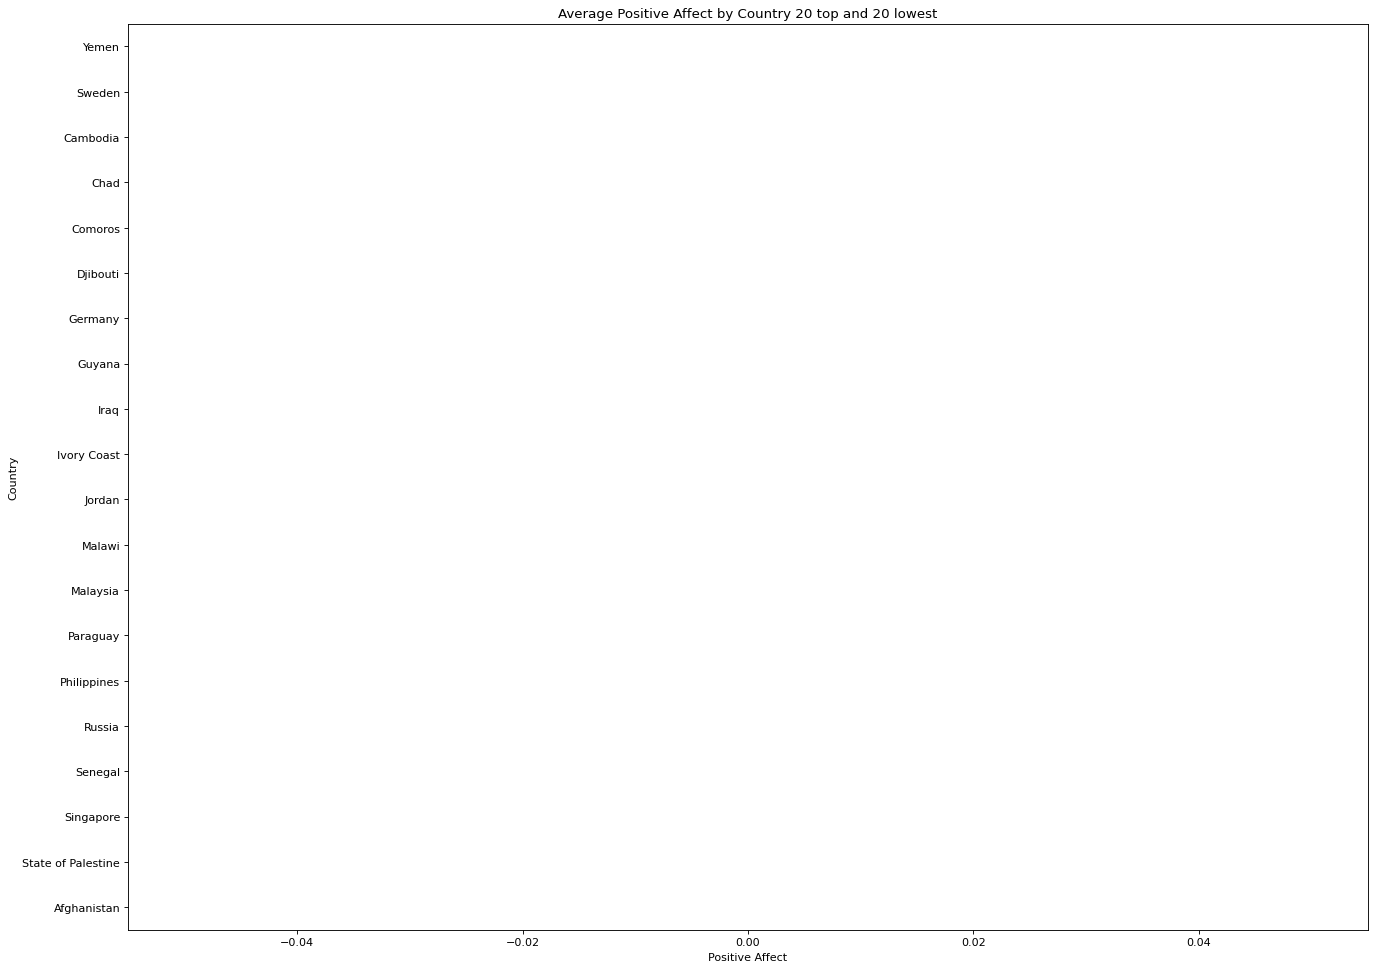 Average Positive Affect by Country 20 top and 20 lowest
Yemen
Sweden
Cambodia
Chad
Comoros
Djibouti
Germany
Guyana
Iraq
Ivory Coast
Jordan
Malawi
Malaysia
Paraguay
Philippines
Russia
Senegal
Singapore
State of Palestine
Afghanistan
Country
−0.04 −0.02 0.00 0.02 0.04
Positive Affect